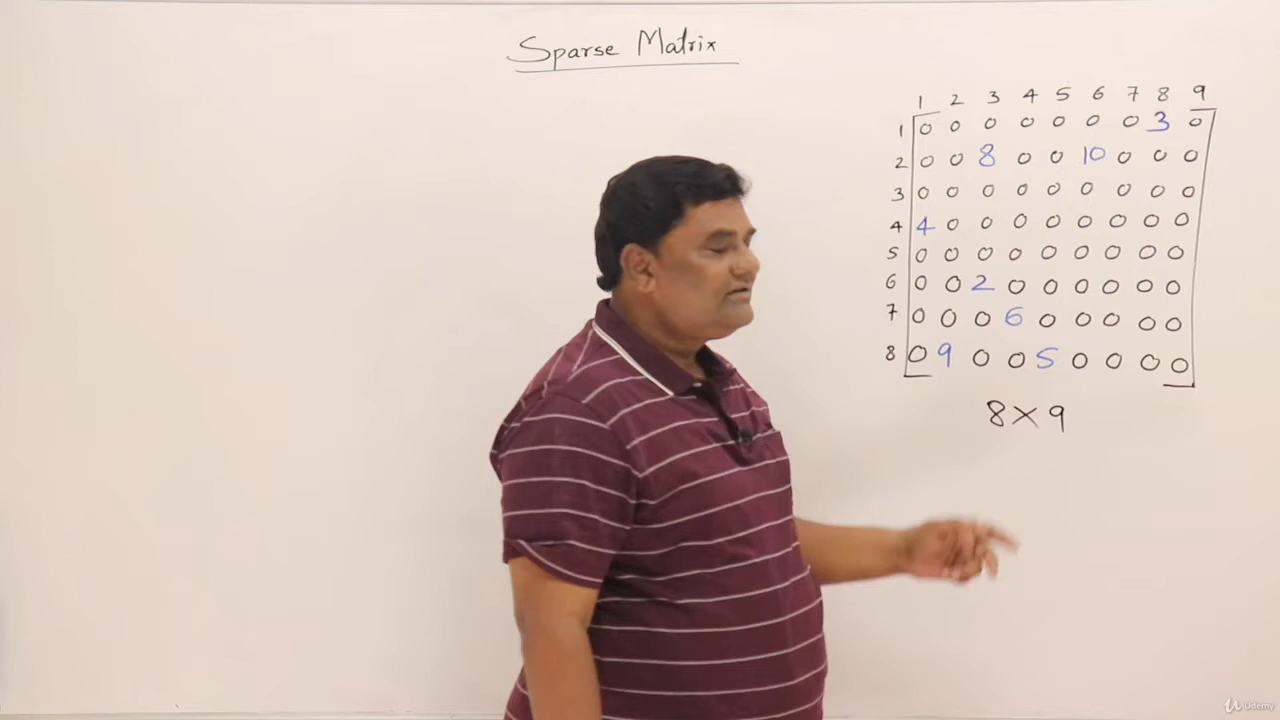 Sparse Matrix
1 2 3 4 5 6 7 8 9
1 0 0 0 0 0 0 0 3 0
2 0 0 8 0 0 10 0 0 0
3 0 0 0 0 0 0 0 0 0
4 4 0 0 0 0 0 0 0 0
5 0 0 0 0 0 0 0 0 0
6 0 0 2 0 0 0 0 0 0
7 0 0 0 6 0 0 0 0 0
8 0 9 0 0 5 0 0 0 0
8×9
Udemy